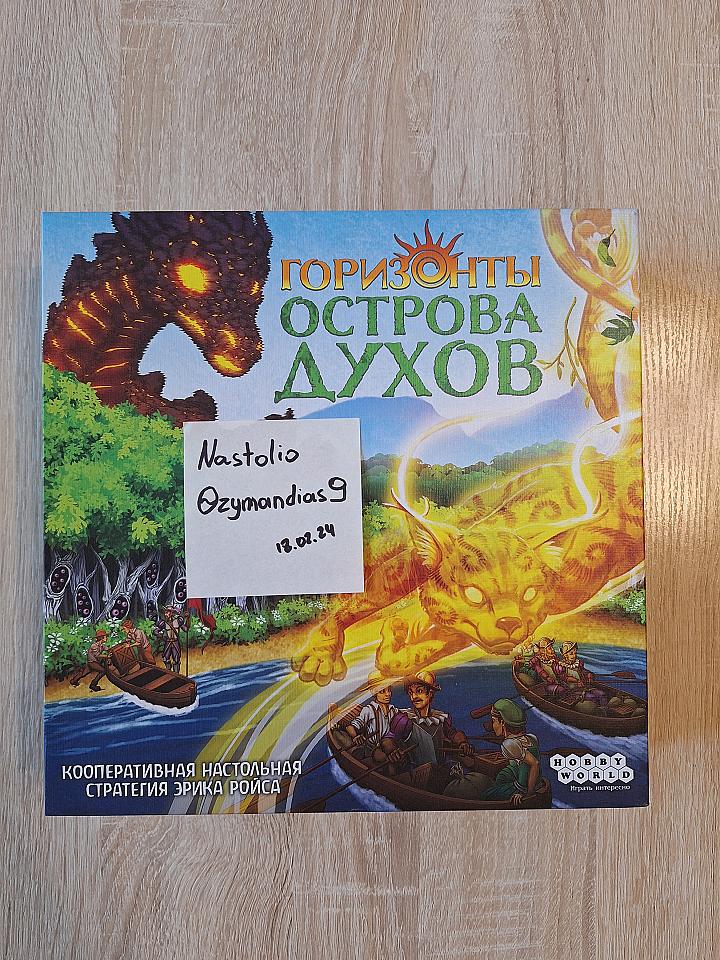 ГОРИЗОНТЫ
ОСТРОВА
ДУХОВ
Nastolio
Ozymandias9
18.02.24
КООПЕРАТИВНАЯ НАСТОЛЬНАЯ
СТРАТЕГИЯ ЭРИКА РОЙСА
HOBBY
WORLD
Играть интересно